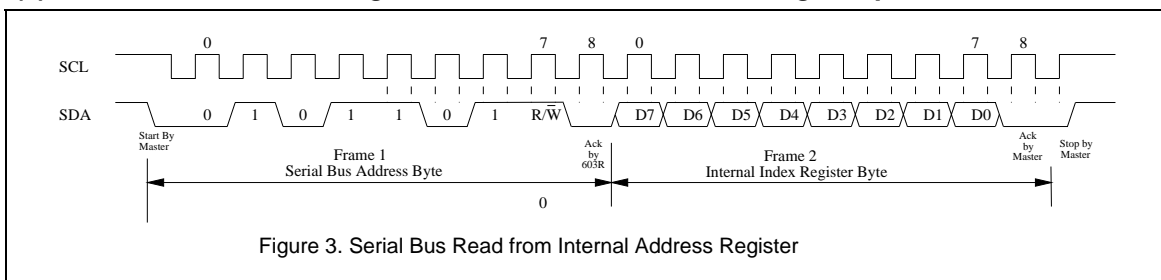 0 7 8 0 7 8
SCL
SDA 0 1 0 1 1 0 1 R/W D7 D6 D5 D4 D3 D2 D1 D0
Start By
Master
Ack
by
603R
Ack
by
Master
Stop by
Master
Frame 1
Serial Bus Address Byte
Frame 2
Internal Index Register Byte
0
Figure 3. Serial Bus Read from Internal Address Register